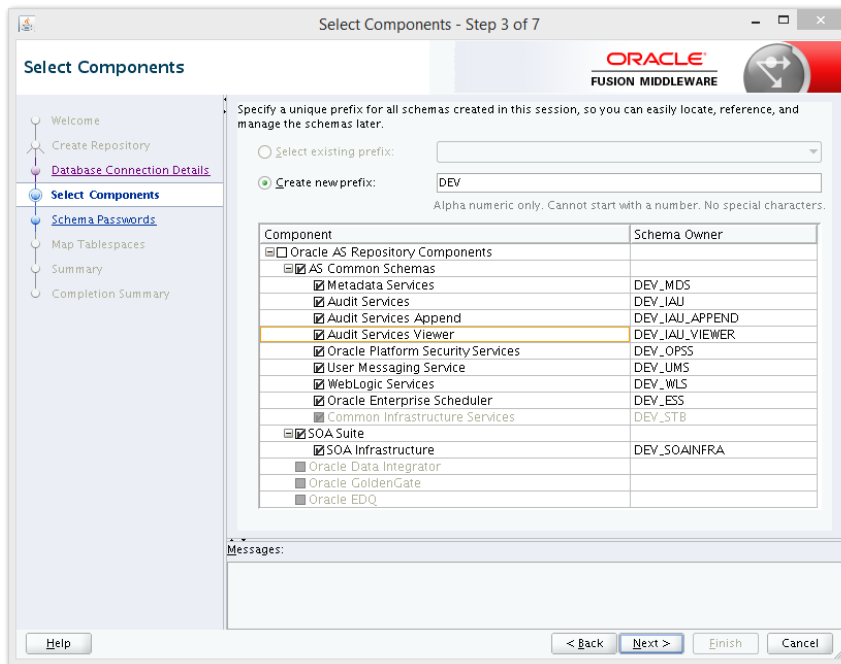 Select Components - Step 3 of 7
Select Components
ORACLE
FUSION MIDDLEWARE
Welcome
Create Repository
Database Connection Details
Select Components
Schema Passwords
Map Tablespaces
Summary
Completion Summary
Specify a unique prefix for all schemas created in this session, so you can easily locate, reference, and
manage the schemas later.
Select existing prefix:
Create new prefix: DEV
Alpha numeric only. Cannot start with a number. No special characters.
Component Schema Owner
Oracle AS Repository Components
AS Common Schemas
Metadata Services DEV_MDS
Audit Services DEV_IAU
Audit Services Append DEV_IAU_APPEND
Audit Services Viewer DEV_IAU_VIEWER
Oracle Platform Security Services DEV_OPSS
User Messaging Service DEV_UMS
WebLogic Services DEV_WLS
Oracle Enterprise Scheduler DEV_ESS
Common Infrastructure Services DEV_STB
SOA Suite
SOA Infrastructure DEV_SOAINFRA
Oracle Data Integrator
Oracle GoldenGate
Oracle EDQ
Messages:
Help
< Back
Next >
Finish
Cancel